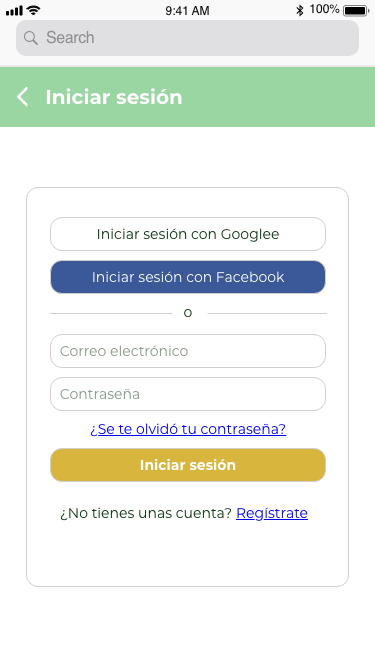 9:41 AM 100%
Search
Iniciar sesión
Iniciar sesión con Googlee
Iniciar sesión con Facebook
o
Correo electrónico
Contraseña
¿Se te olvidó tu contraseña?
Iniciar sesión
¿No tienes unas cuenta? Regístrate